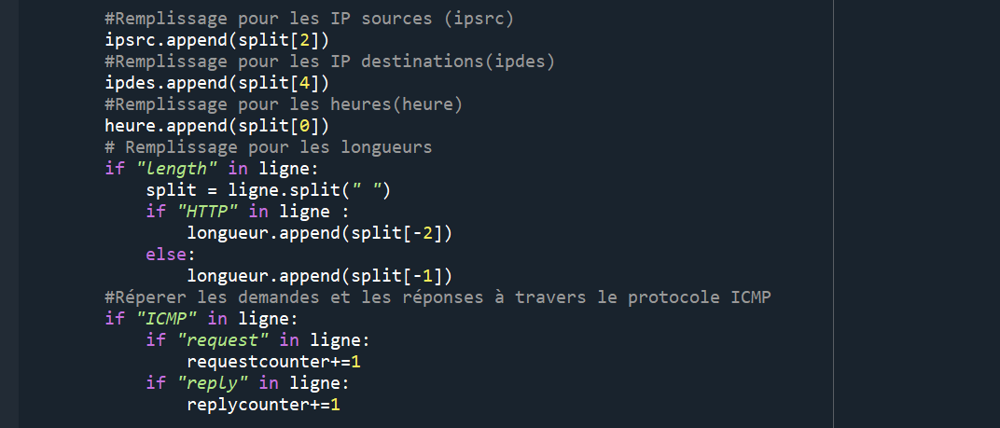 #Remplissage pour les IP sources (ipsrc)
ipsrc.append(split[2])
#Remplissage pour les IP destinations(ipdes)
ipdes.append(split[4])
#Remplissage pour les heures(heure)
heure.append(split[0])
# Remplissage pour les longueurs
if "length" in ligne:
    split = ligne.split(" ")
    if "HTTP" in ligne :
        longueur.append(split[-2])
    else:
        longueur.append(split[-1])
#Réperer les demandes et les réponses à travers le protocole ICMP
if "ICMP" in ligne:
    if "request" in ligne:
        requestcounter+=1
    if "reply" in ligne:
        replycounter+=1